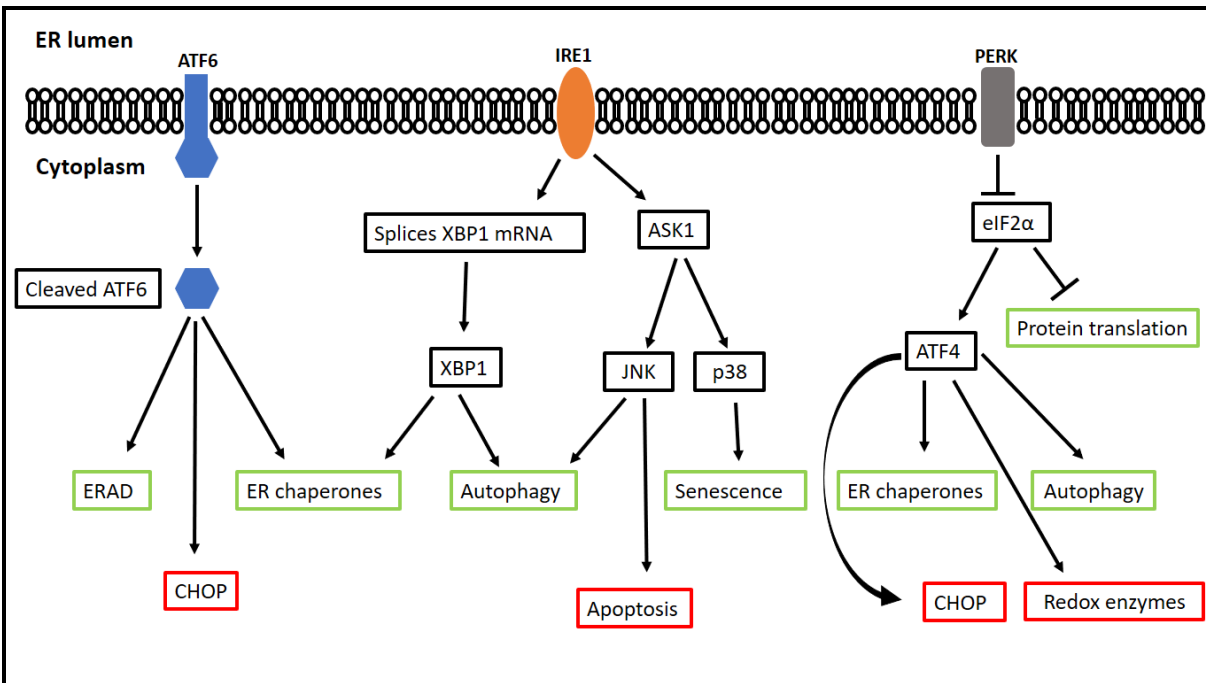 ER lumen
ATF6
IRE1
PERK
Cytoplasm
Splices XBP1 mRNA
ASK1
eIF2α
Cleaved ATF6
Protein translation
XBP1
JNK
p38
ATF4
ERAD
ER chaperones
Autophagy
Senescence
ER chaperones
Autophagy
CHOP
Apoptosis
CHOP
Redox enzymes